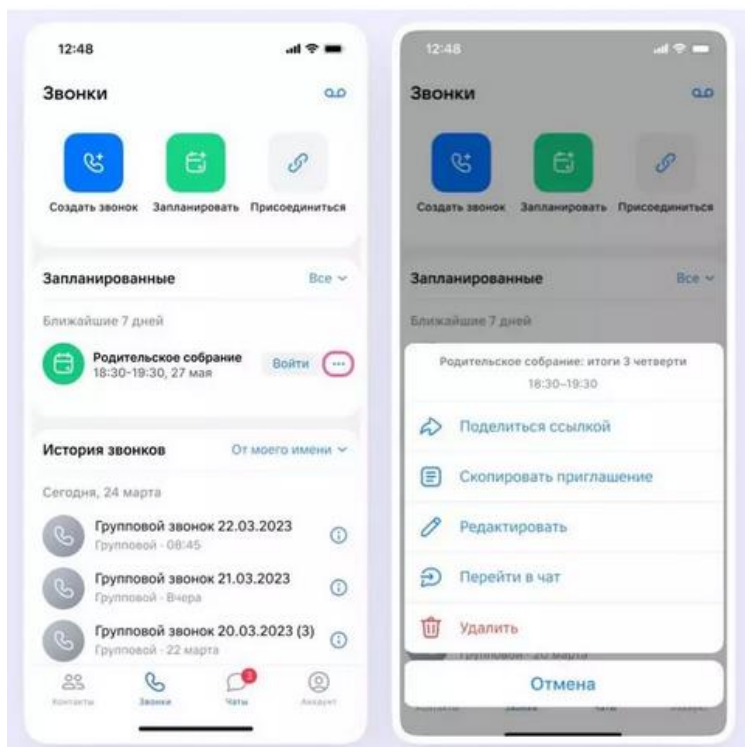 12:48
Звонки
Создать звонок Запланировать Присоединиться
Запланированные Все
Ближайшие 7 дней
Родительское собрание
18:30-19:30, 27 мая
Войти
История звонков От моего имени
Сегодня, 24 марта
Групповой звонок 22.03.2023
Групповой - 08:45
Групповой звонок 21.03.2023
Групповой - Вчера
Групповой звонок 20.03.2023 (3)
Групповой - 22 марта
3
Контакты Звонки Чаты Аккаунт
12:48
Звонки
Создать звонок Запланировать Присоединиться
Запланированные Все
Ближайшие 7 дней
Родительское собрание: итоги 3 четверти
18:30–19:30
Поделиться ссылкой
Скопировать приглашение
Редактировать
Перейти в чат
Удалить
Отмена